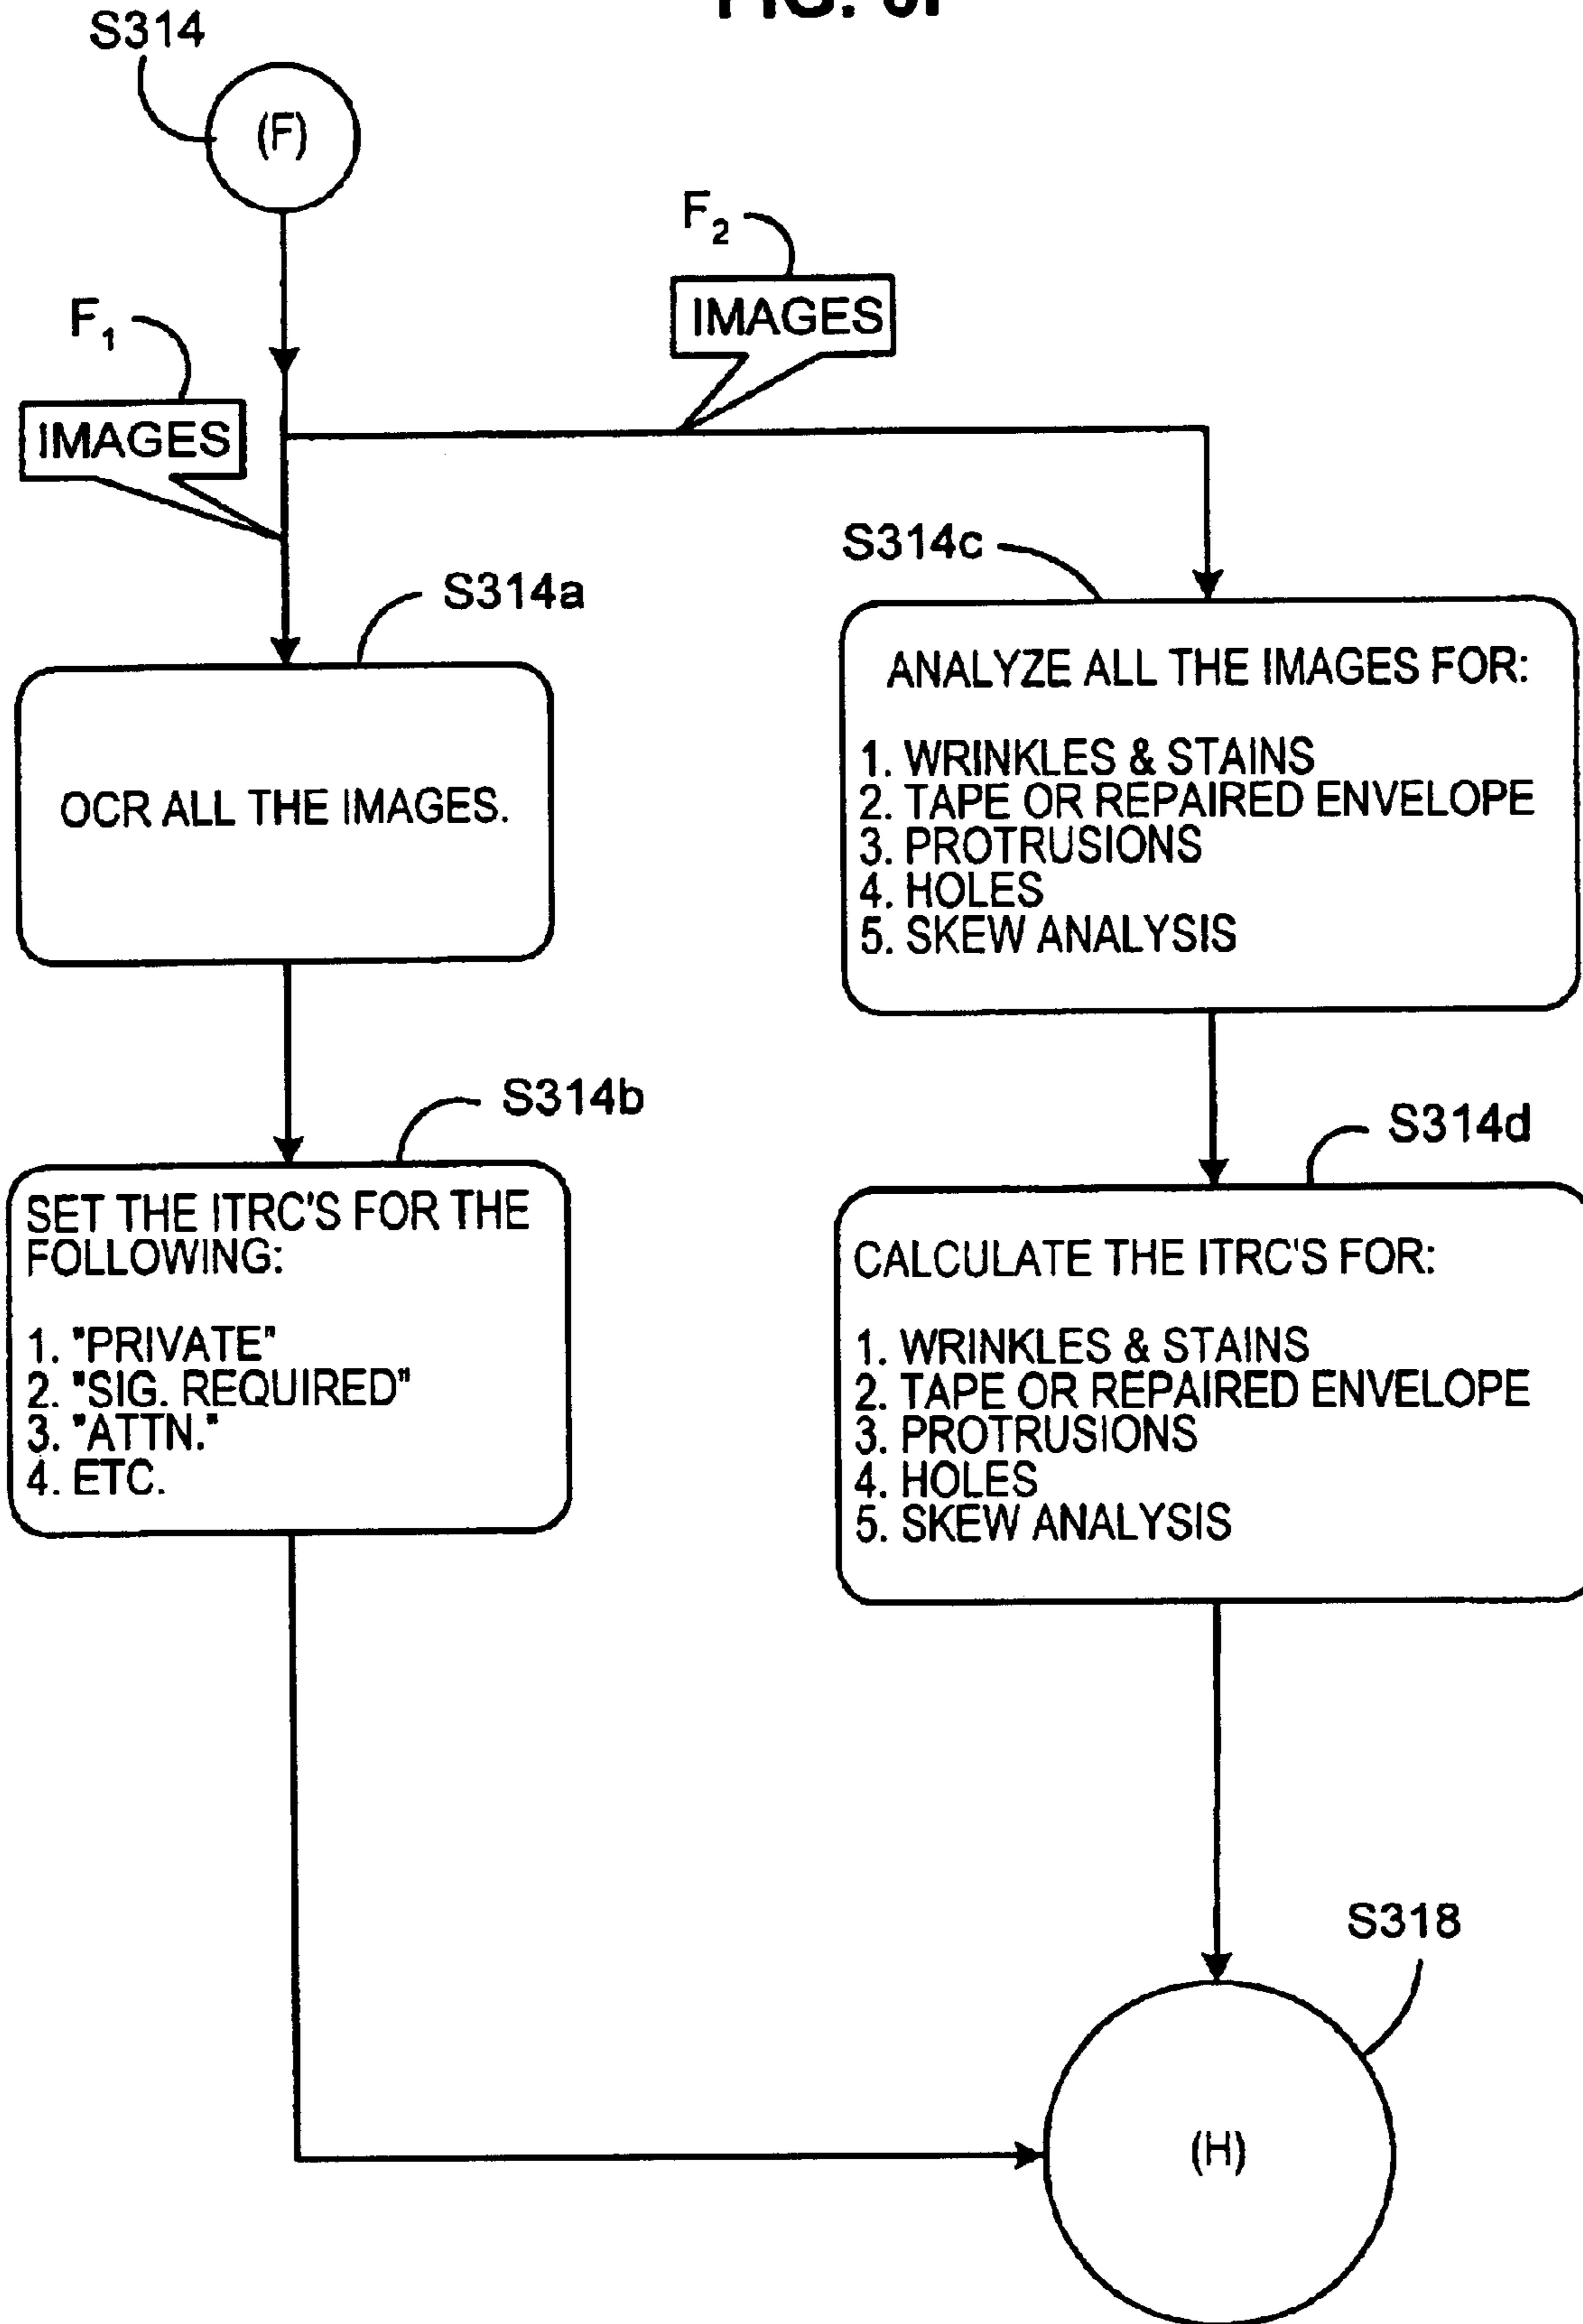 S314
(F)
F2
IMAGES
F1
IMAGES
S314a
OCR ALL THE IMAGES.
S314b
SET THE ITRC'S FOR THE
FOLLOWING:
1. "PRIVATE"
2. "SIG. REQUIRED"
3. "ATTN."
4. ETC.
S314c
ANALYZE ALL THE IMAGES FOR:
1. WRINKLES & STAINS
2. TAPE OR REPAIRED ENVELOPE
3. PROTRUSIONS
4. HOLES
5. SKEW ANALYSIS
S314d
CALCULATE THE ITRC'S FOR:
1. WRINKLES & STAINS
2. TAPE OR REPAIRED ENVELOPE
3. PROTRUSIONS
4. HOLES
5. SKEW ANALYSIS
S318
(H)